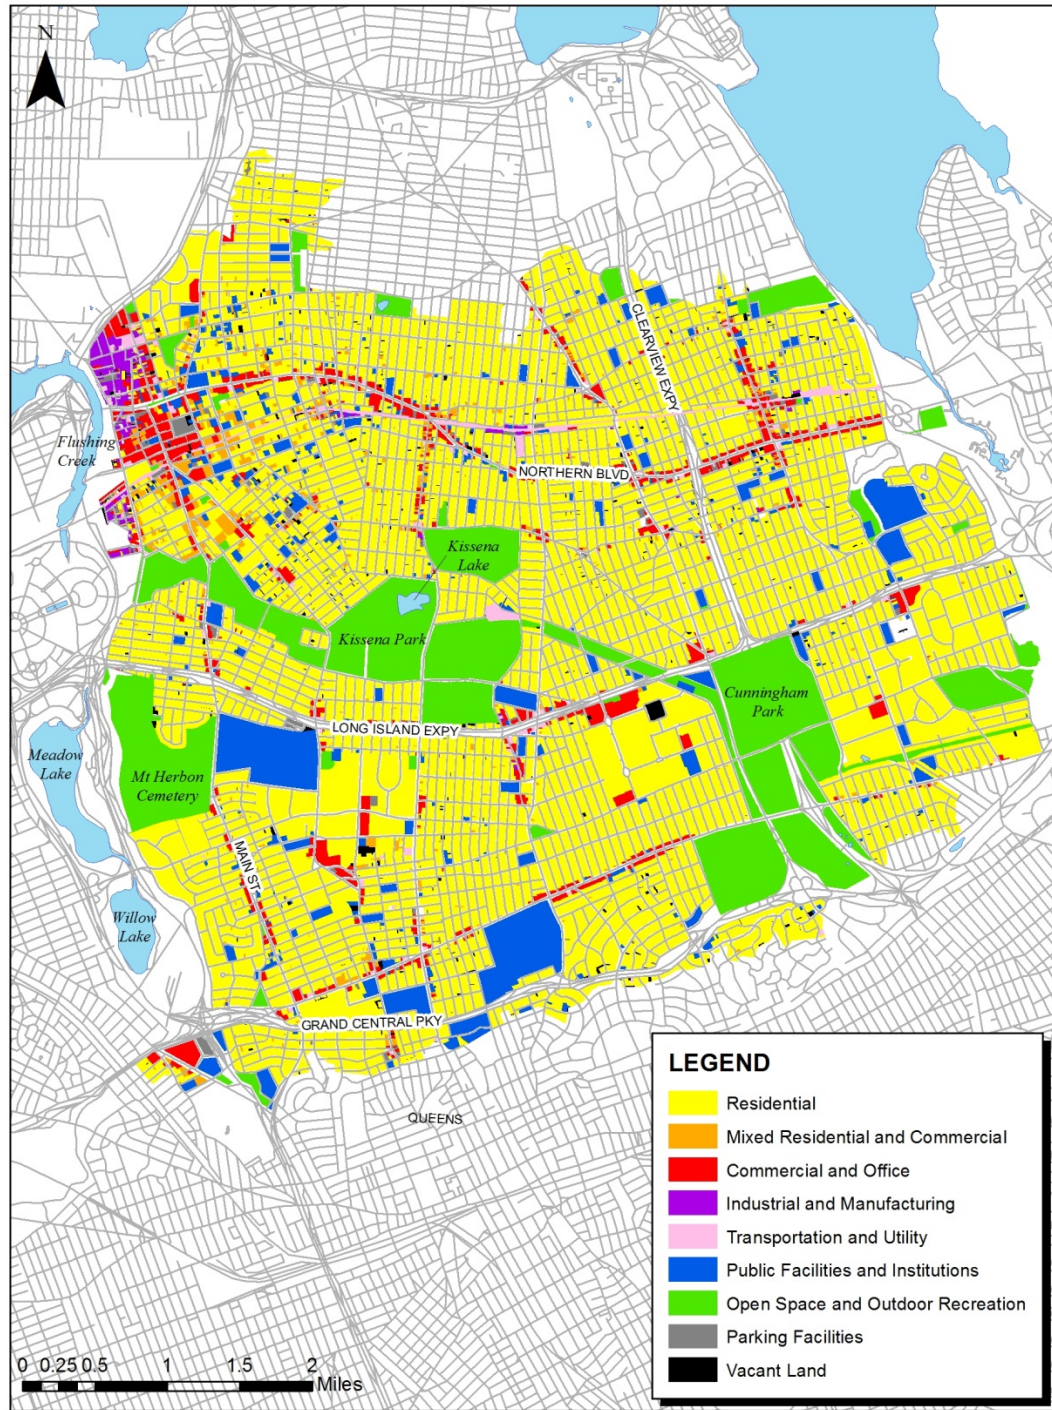 N
CLEARVIEW EXPY
Flushing
Creek
NORTHERN BLVD
Kissena
Lake
Kissena Park
Cunningham
Park
LONG ISLAND EXPY
Meadow
Lake
Mt Herbon
Cemetery
MAIN ST
Willow
Lake
GRAND CENTRAL PKY
QUEENS
LEGEND
Residential
Mixed Residential and Commercial
Commercial and Office
Industrial and Manufacturing
Transportation and Utility
Public Facilities and Institutions
Open Space and Outdoor Recreation
Parking Facilities
Vacant Land
0 0.25 0.5 1 1.5 2
Miles